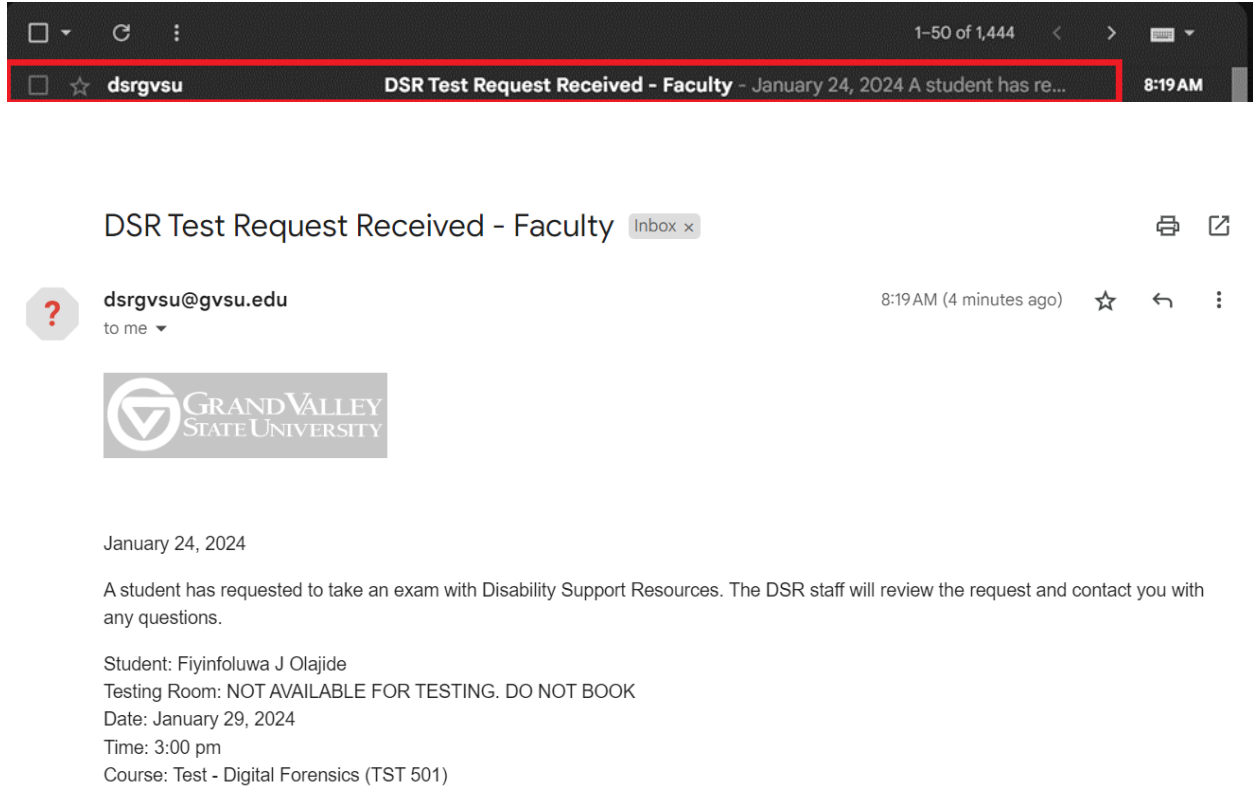 1–50 of 1,444
dsrgvsu DSR Test Request Received - Faculty - January 24, 2024 A student has re... 8:19 AM
DSR Test Request Received - Faculty Inbox ×
dsrgvsu@gvsu.edu 8:19 AM (4 minutes ago)
to me
?
GRAND VALLEY
STATE UNIVERSITY
January 24, 2024
A student has requested to take an exam with Disability Support Resources. The DSR staff will review the request and contact you with
any questions.
Student: Fiyinfoluwa J Olajide
Testing Room: NOT AVAILABLE FOR TESTING. DO NOT BOOK
Date: January 29, 2024
Time: 3:00 pm
Course: Test - Digital Forensics (TST 501)